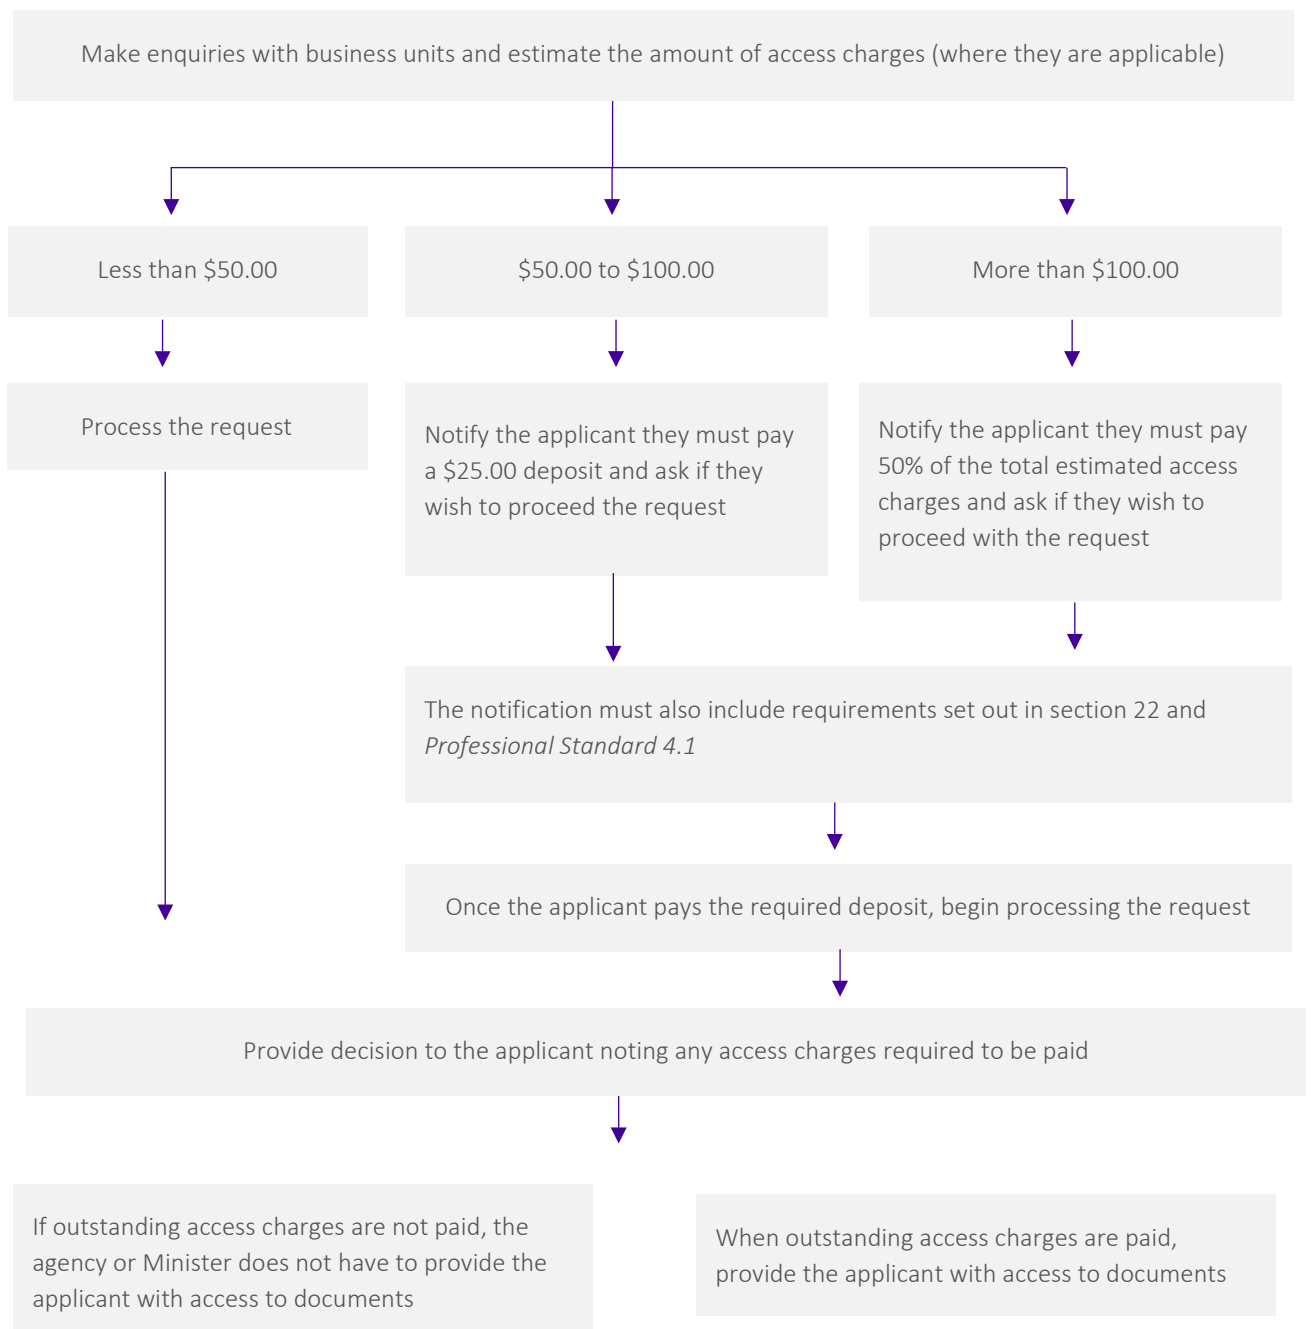 Make enquiries with business units and estimate the amount of access charges (where they are applicable)
Less than $50.00
$50.00 to $100.00
More than $100.00
Process the request
Notify the applicant they must pay
a $25.00 deposit and ask if they
wish to proceed the request
Notify the applicant they must pay
50% of the total estimated access
charges and ask if they wish to
proceed with the request
The notification must also include requirements set out in section 22 and
Professional Standard 4.1
Once the applicant pays the required deposit, begin processing the request
Provide decision to the applicant noting any access charges required to be paid
If outstanding access charges are not paid, the
agency or Minister does not have to provide the
applicant with access to documents
When outstanding access charges are paid,
provide the applicant with access to documents